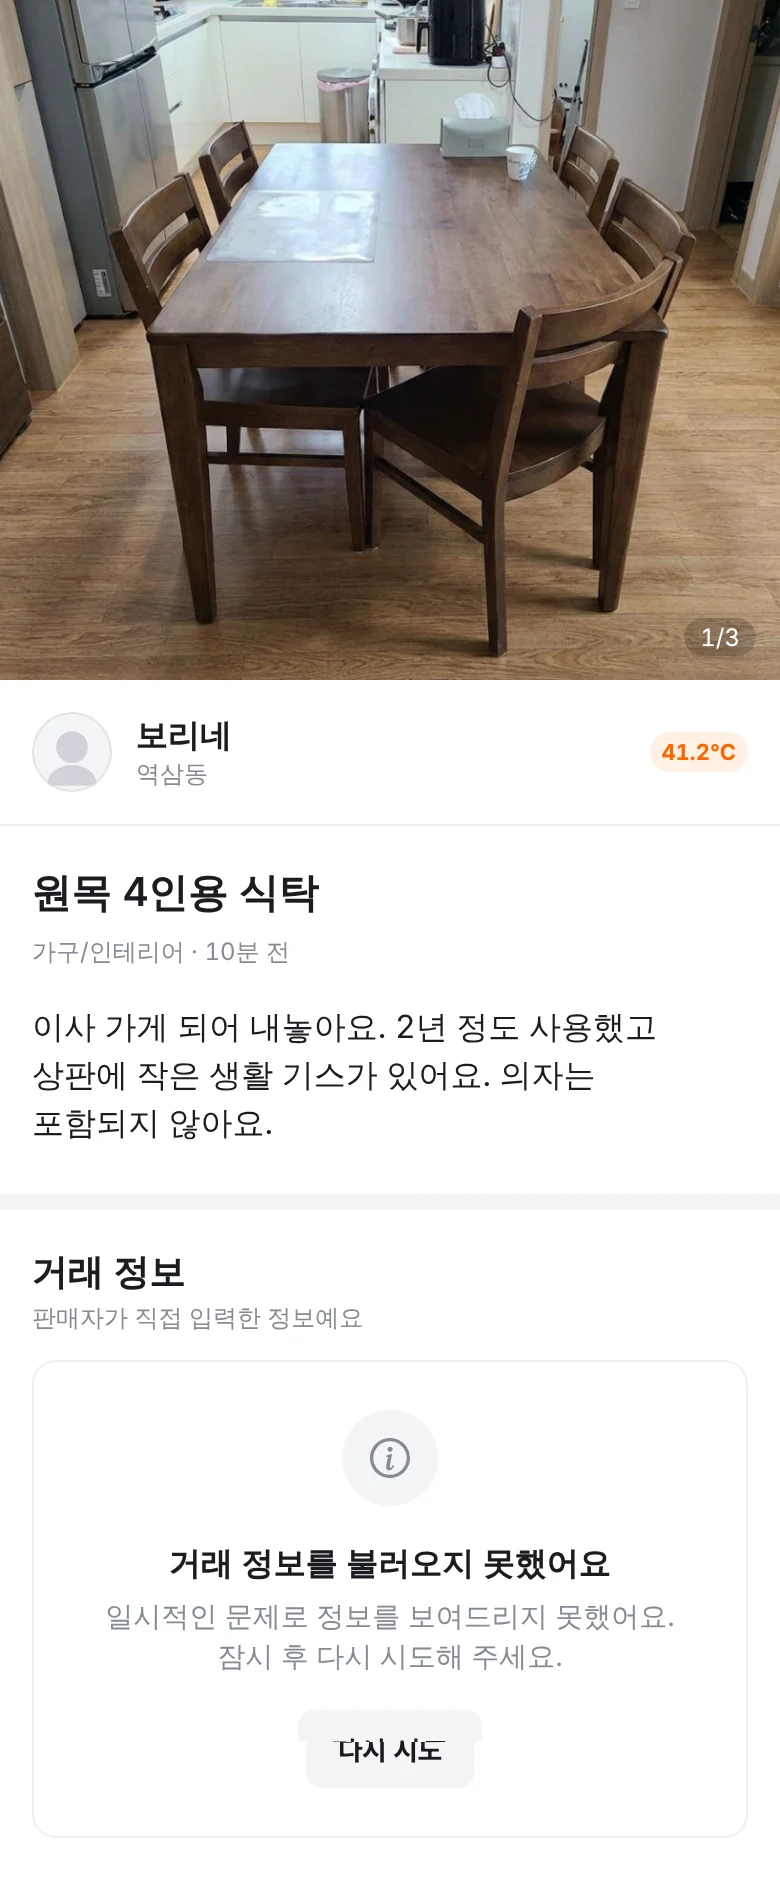 1/3
보리네
역삼동
41.2°C
원목 4인용 식탁
가구/인테리어 · 10분 전
이사 가게 되어 내놓아요. 2년 정도 사용했고
상판에 작은 생활 기스가 있어요. 의자는
포함되지 않아요.
거래 정보
판매자가 직접 입력한 정보예요
거래 정보를 불러오지 못했어요
일시적인 문제로 정보를 보여드리지 못했어요.
잠시 후 다시 시도해 주세요.
다시 시도